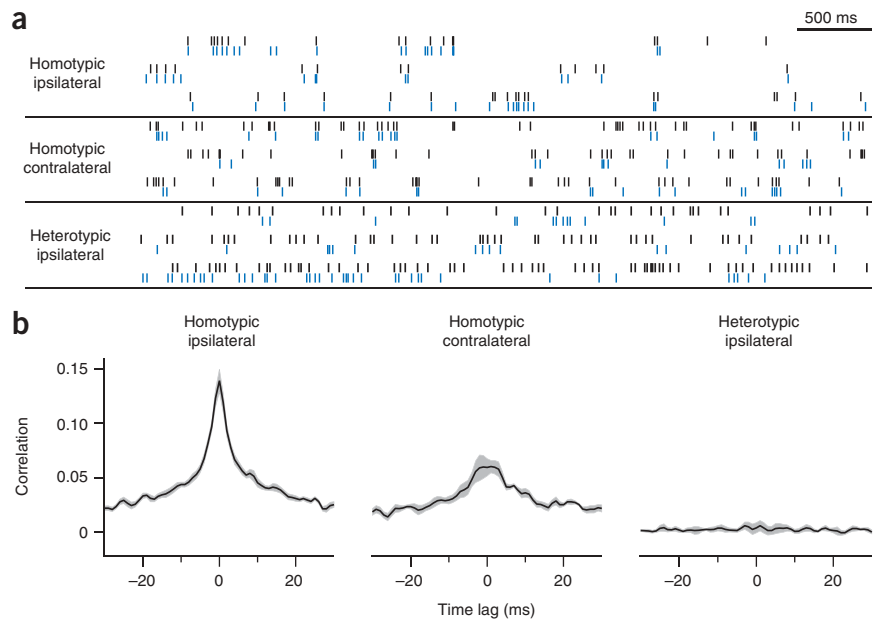 a
500 ms
Homotypic
ipsilateral
Homotypic
contralateral
Heterotypic
ipsilateral
b
Homotypic
ipsilateral
Homotypic
contralateral
Heterotypic
ipsilateral
Correlation
0.15
0.10
0.05
0
–20 0 20
–20 0 20
–20 0 20
Time lag (ms)